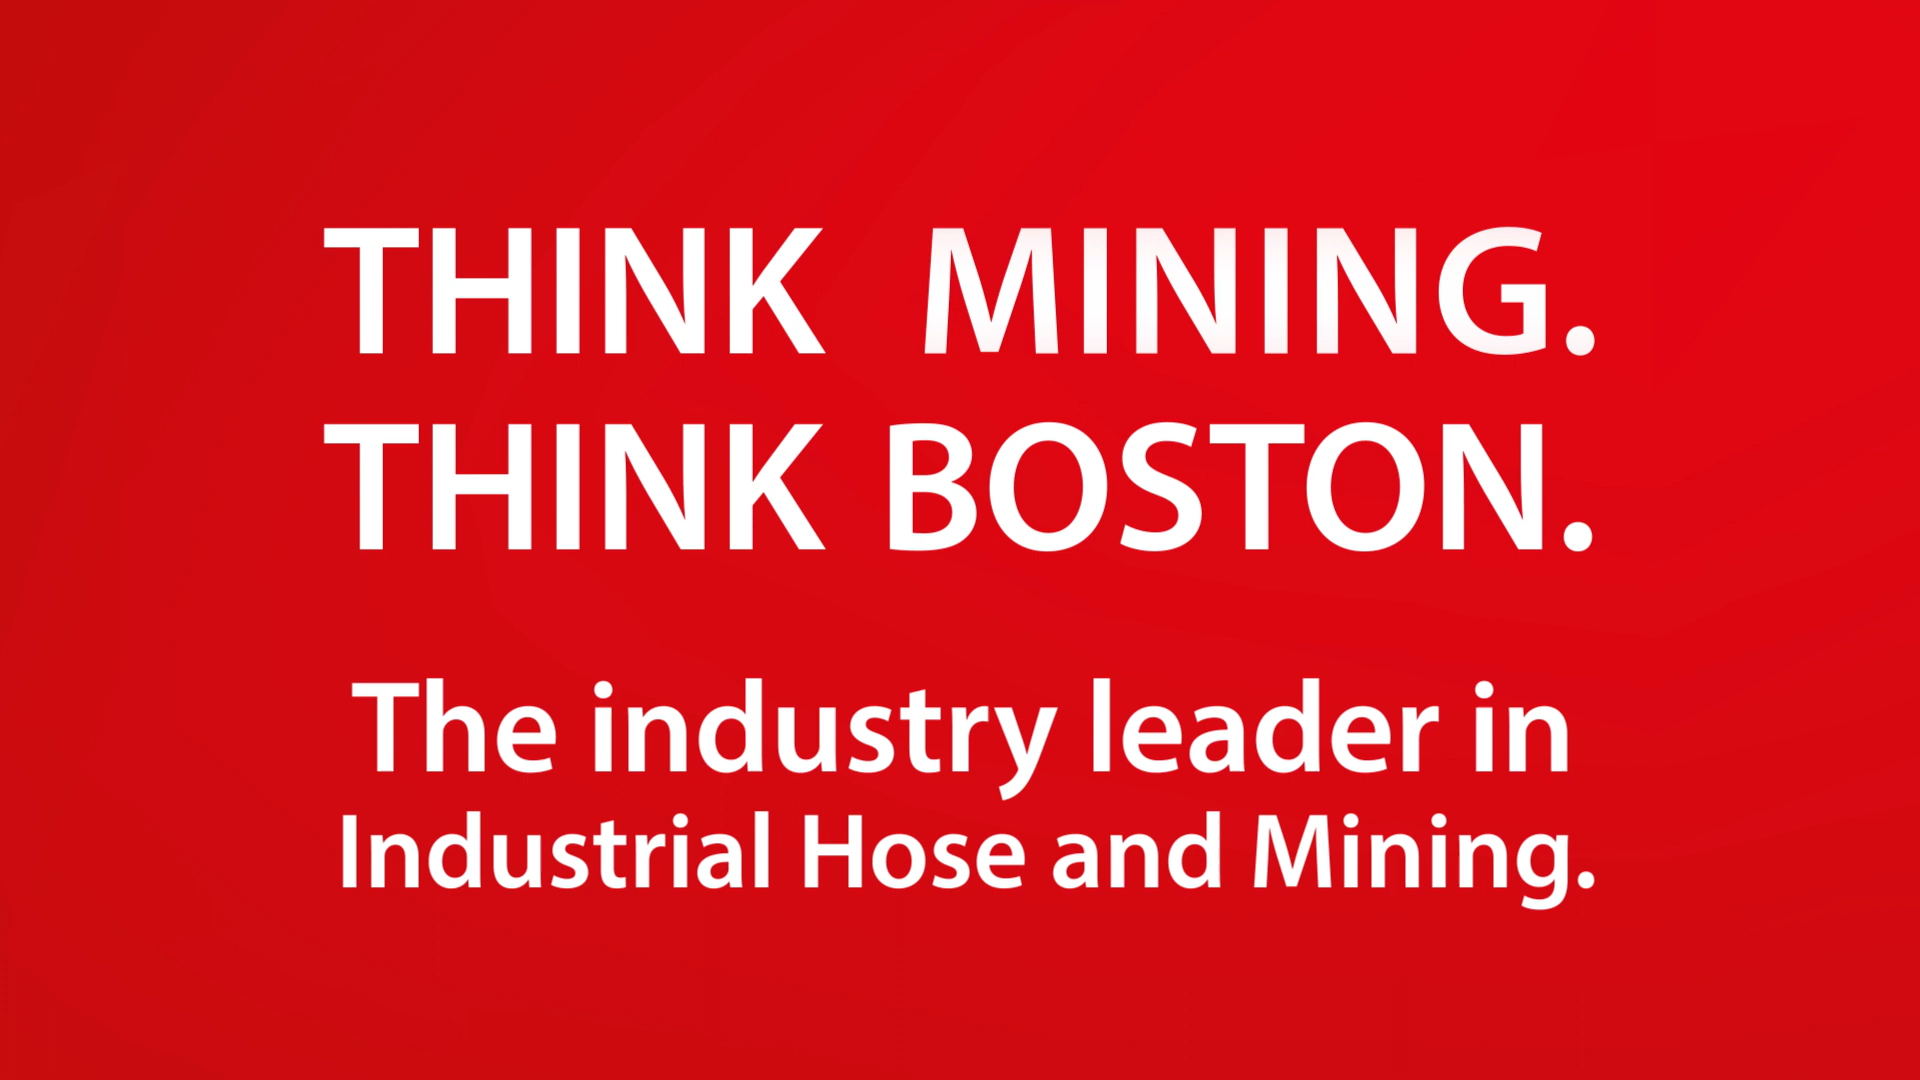 THINK MINING.
THINK BOSTON.
The industry leader in
Industrial Hose and Mining.